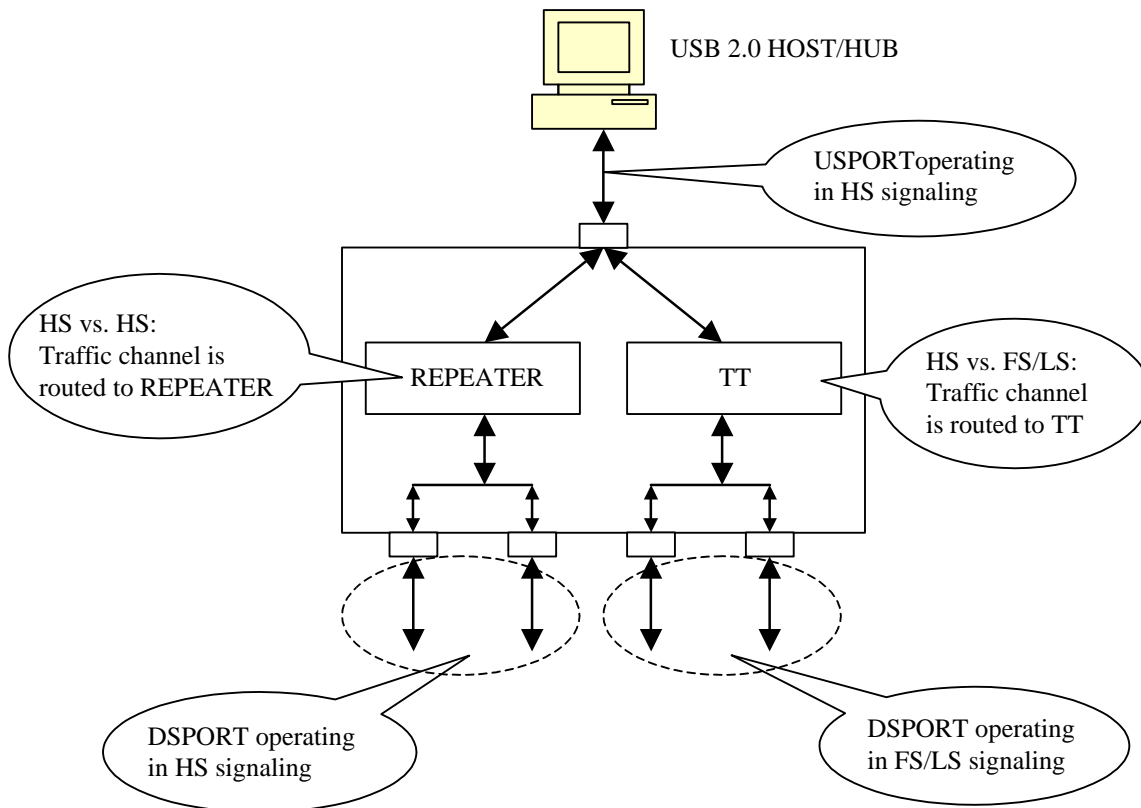 USB 2.0 HOST/HUB
USPORToperating
in HS signaling
HS vs. HS:
Traffic channel is
routed to REPEATER
REPEATER
TT
HS vs. FS/LS:
Traffic channel
is routed to TT
DSPORT operating
in HS signaling
DSPORT operating
in FS/LS signaling